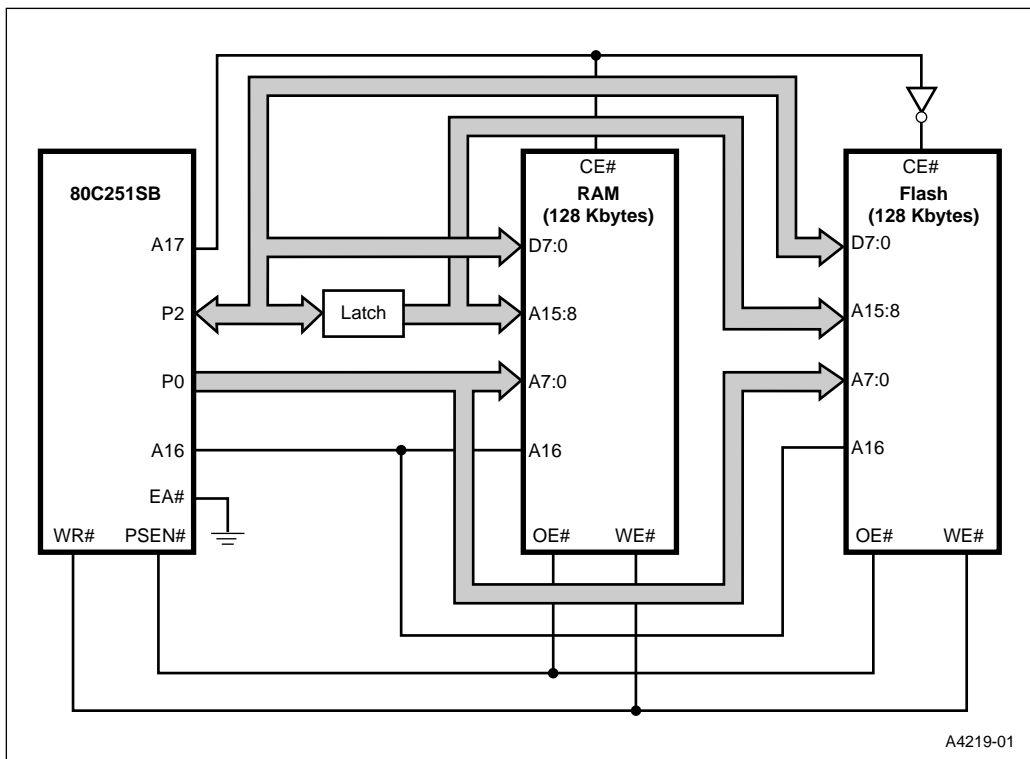 80C251SB
A17
P2
P0
A16
EA#
WR# PSEN#
Latch
CE#
RAM
(128 Kbytes)
D7:0
A15:8
A7:0
A16
OE# WE#
CE#
Flash
(128 Kbytes)
D7:0
A15:8
A7:0
A16
OE# WE#
A4219-01